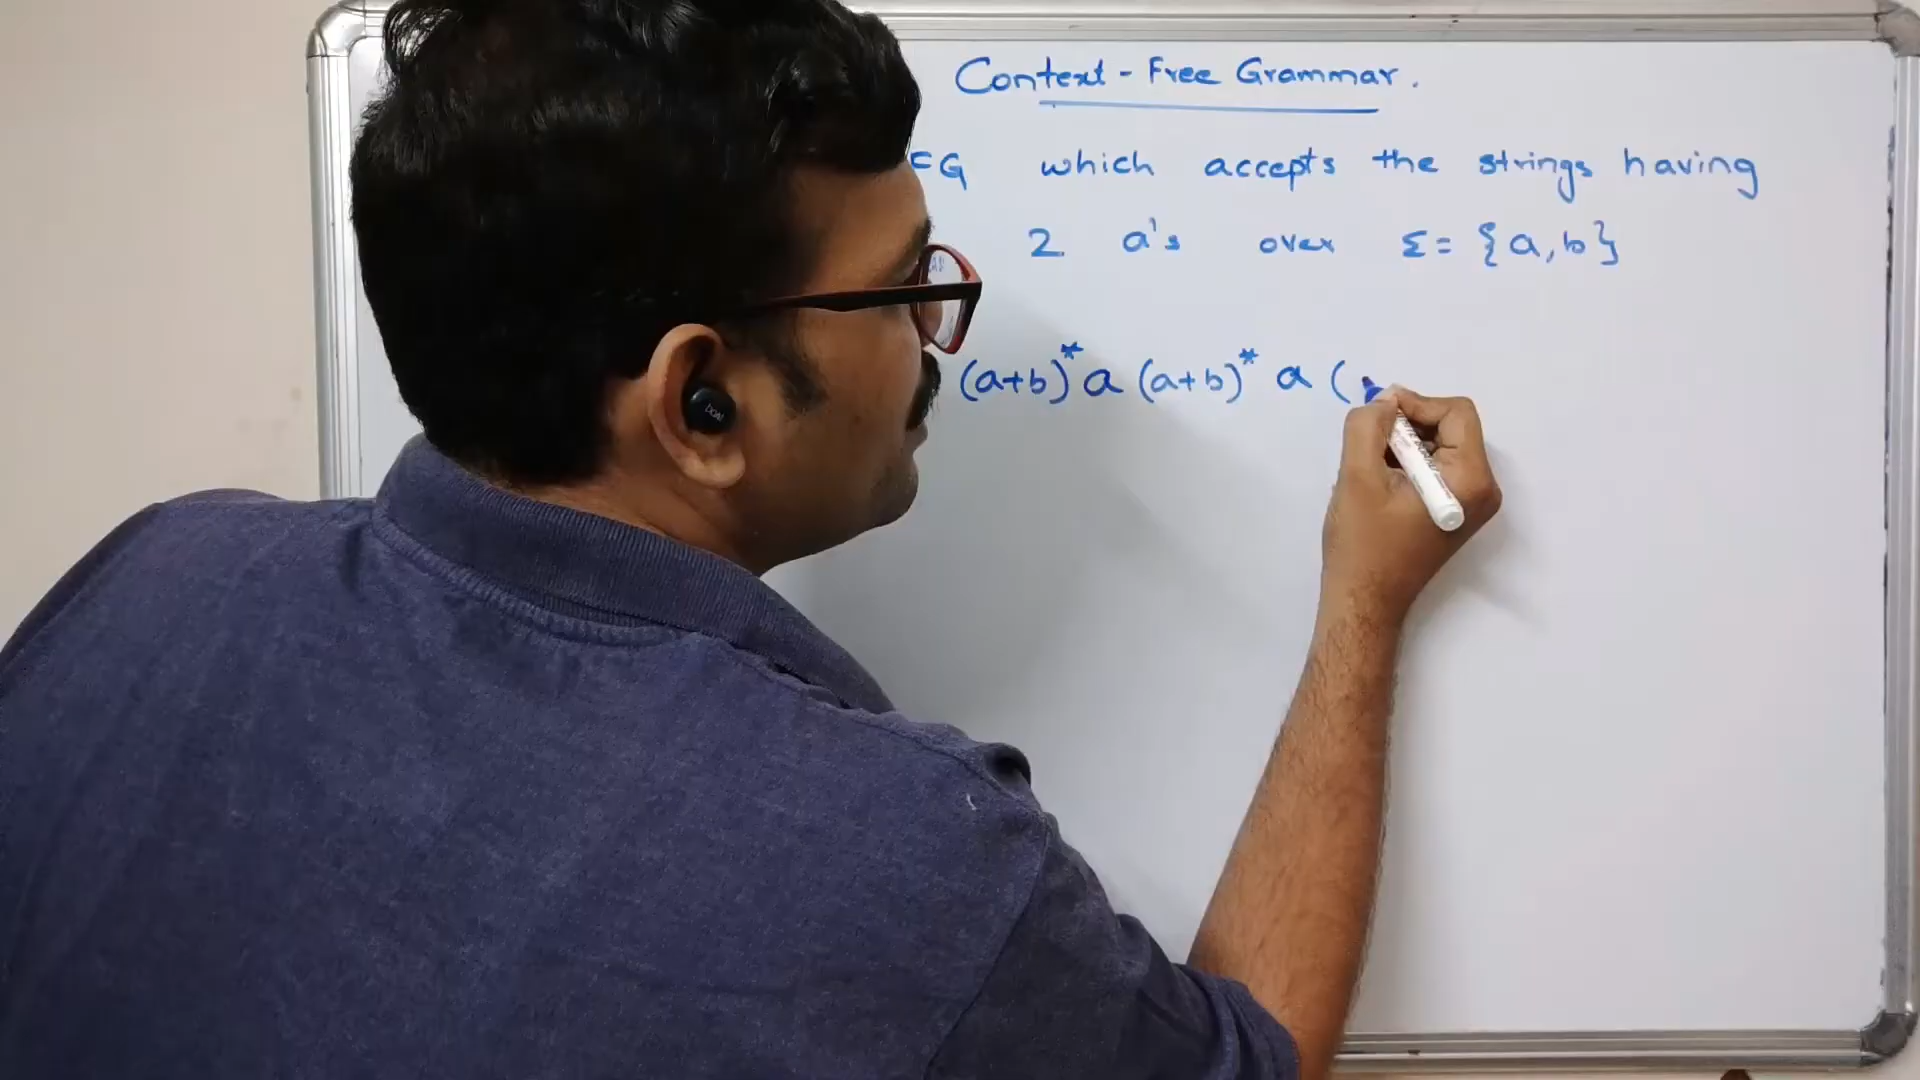 Context-Free Grammar.
FG which accepts the strings having
2 a's over Σ = {a,b}
(a+b)* a (a+b)* a (